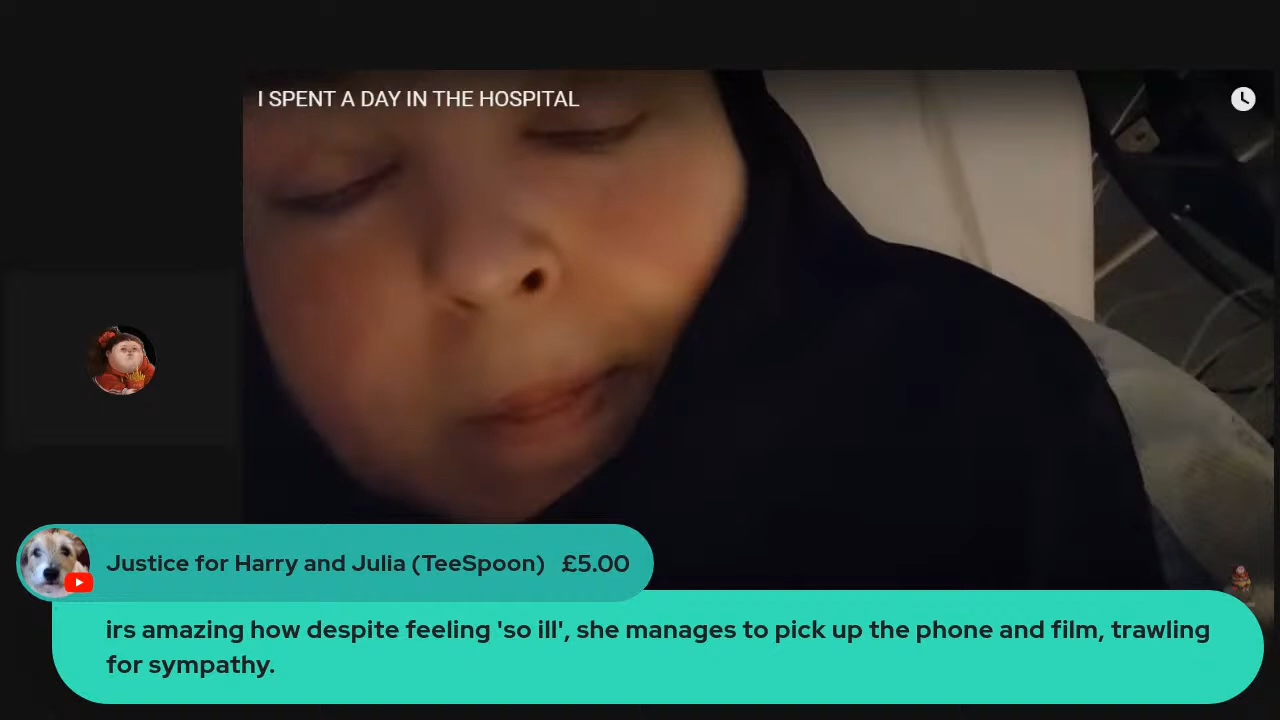 I SPENT A DAY IN THE HOSPITAL
Justice for Harry and Julia (TeeSpoon) £5.00
irs amazing how despite feeling 'so ill', she manages to pick up the phone and film, trawling
for sympathy.